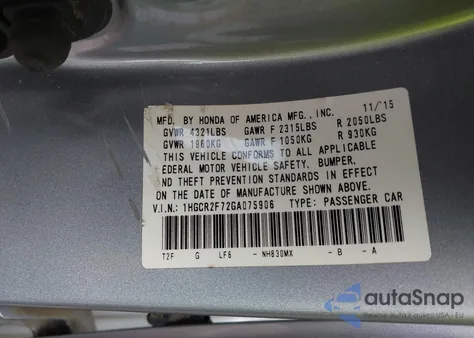 MFD. BY HONDA OF AMERICA MFG., INC. 11/15
GVWR 4321LBS GAWR F 2315LBS R 2050LBS
GVWR 1960KG GAWR F 1050KG R 930KG
THIS VEHICLE CONFORMS TO ALL APPLICABLE
FEDERAL MOTOR VEHICLE SAFETY, BUMPER,
AND THEFT PREVENTION STANDARDS IN EFFECT
ON THE DATE OF MANUFACTURE SHOWN ABOVE.
V.I.N.: 1HGCR2F72GA075906 TYPE: PASSENGER CAR
T2F G LF6 - NH830MX - B - A
autoSnap